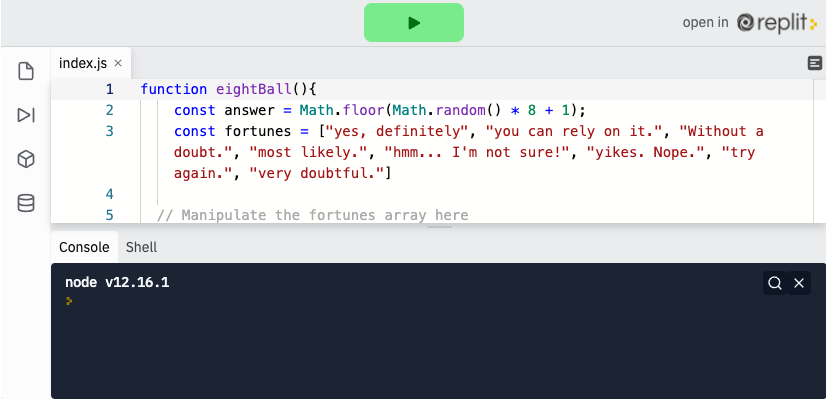 open in replit
index.js ×
1 function eightBall(){
2 const answer = Math.floor(Math.random() * 8 + 1);
3 const fortunes = ["yes, definitely", "you can rely on it.", "Without a
doubt.", "most likely.", "hmm... I'm not sure!", "yikes. Nope.", "try
again.", "very doubtful."]
4
5 // Manipulate the fortunes array here
Console Shell
node v12.16.1